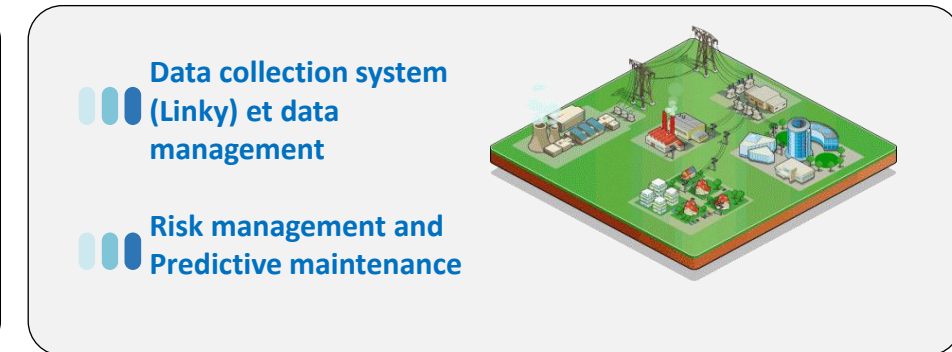 Data collection system
(Linky) et data
management
Risk management and
Predictive maintenance